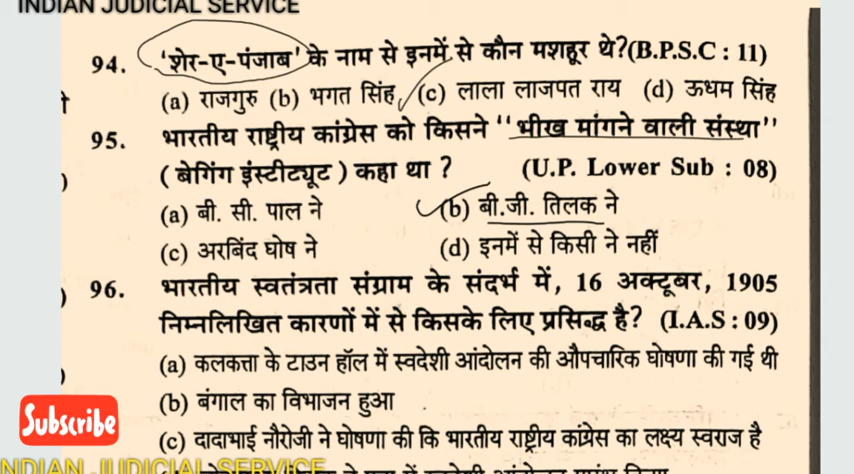 INDIAN JUDICIAL SERVICE
94. 'शेर-ए-पंजाब' के नाम से इनमें से कौन मशहूर थे?(B.P.S.C : 11)
(a) राजगुरु (b) भगत सिंह (c) लाला लाजपत राय (d) ऊधम सिंह
95. भारतीय राष्ट्रीय कांग्रेस को किसने "भीख मांगने वाली संस्था"
(बेगिंग इंस्टीट्यूट) कहा था ? (U.P. Lower Sub : 08)
(a) बी. सी. पाल ने (b) बी.जी. तिलक ने
(c) अरबिंद घोष ने (d) इनमें से किसी ने नहीं
96. भारतीय स्वतंत्रता संग्राम के संदर्भ में, 16 अक्टूबर, 1905
निम्नलिखित कारणों में से किसके लिए प्रसिद्ध है? (I.A.S : 09)
(a) कलकत्ता के टाउन हॉल में स्वदेशी आंदोलन की औपचारिक घोषणा की गई थी
(b) बंगाल का विभाजन हुआ
(c) दादाभाई नौरोजी ने घोषणा की कि भारतीय राष्ट्रीय कांग्रेस का लक्ष्य स्वराज है
Subscribe
INDIAN JUDICIAL SERVICE